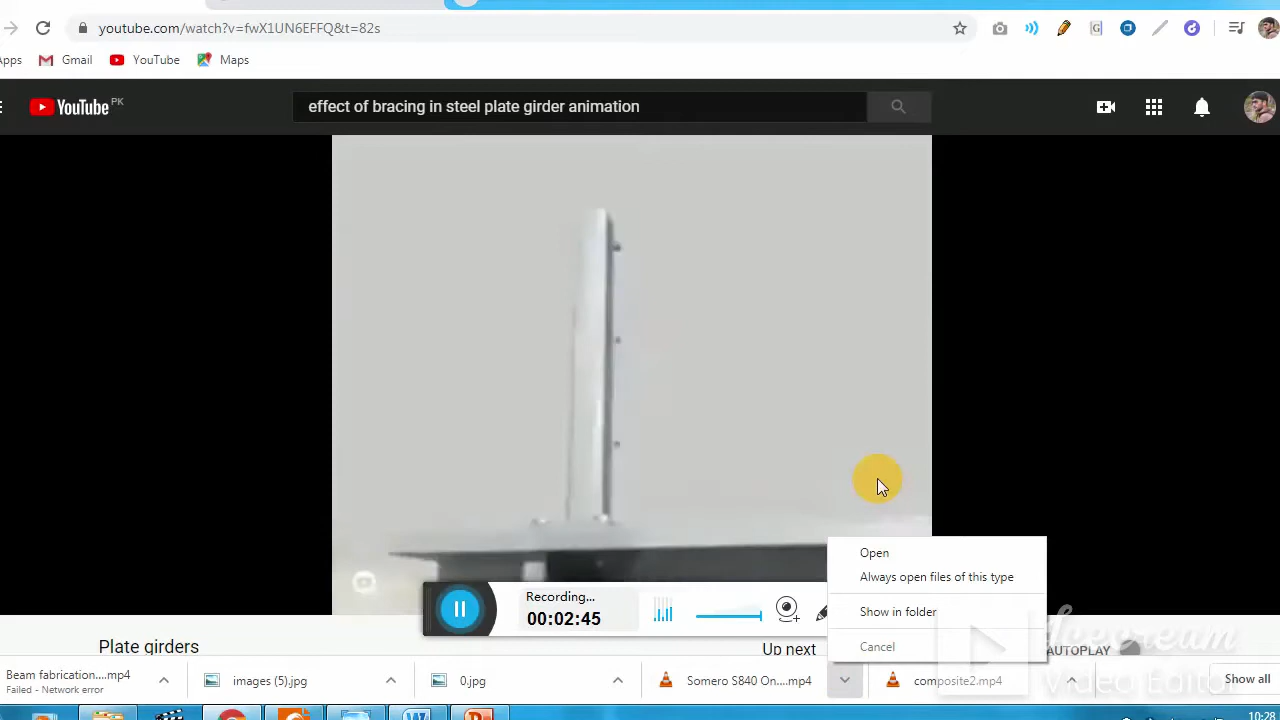 youtube.com/watch?v=fwX1UN6EFFQ&t=82s
Apps Gmail YouTube Maps
YouTube PK effect of bracing in steel plate girder animation
Open
Always open files of this type
Recording...
00:02:45
Show in folder
Cancel
Plate girders Up next AUTOPLAY
Icecream
Video Editor
Beam fabrication....mp4
Failed - Network error
images (5).jpg 0.jpg Somero S840 On....mp4 composite2.mp4 Show all
10:28